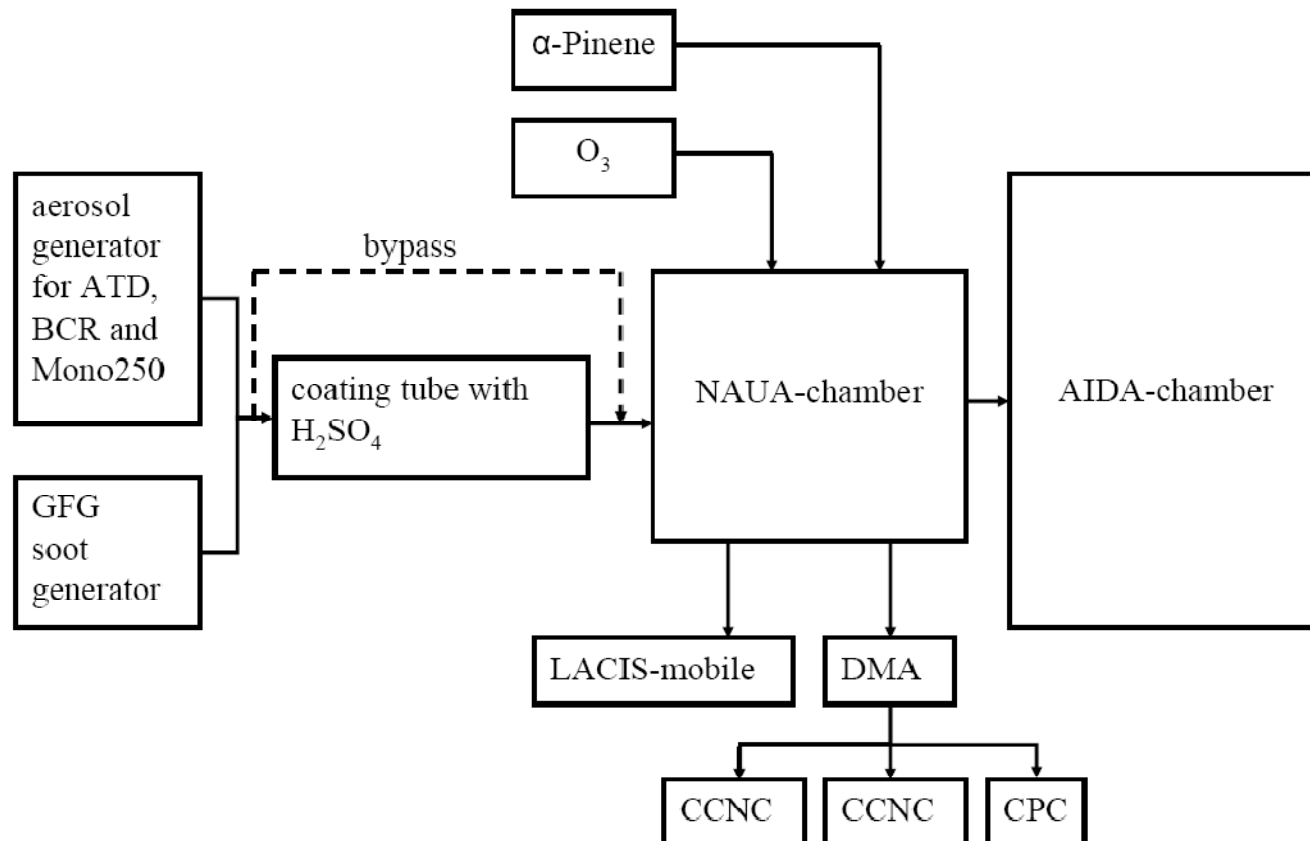 α-Pinene
O₃
aerosol
generator
for ATD,
BCR and
Mono250
bypass
coating tube with
H₂SO₄
NAUA-chamber
AIDA-chamber
GFG
soot
generator
LACIS-mobile
DMA
CCNC
CCNC
CPC